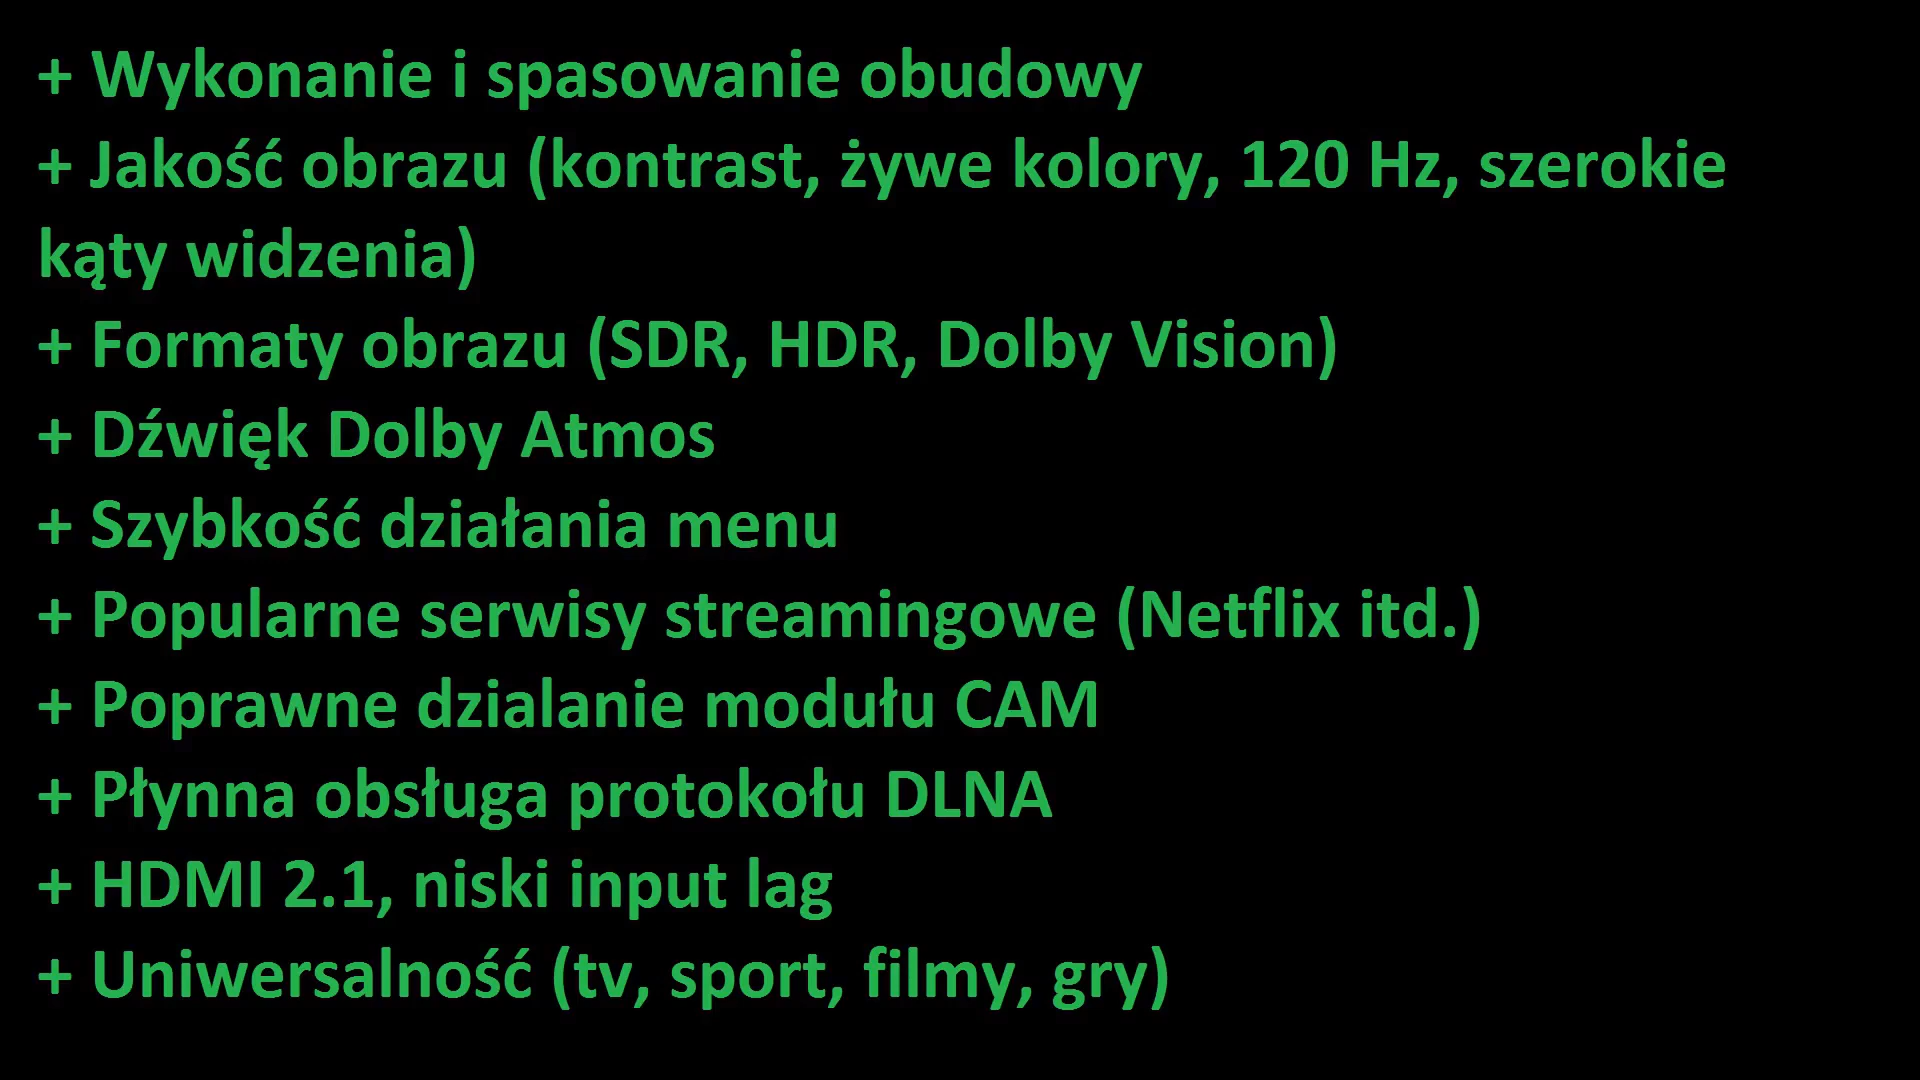 + Wykonanie i spasowanie obudowy
+ Jakość obrazu (kontrast, żywe kolory, 120 Hz, szerokie
kąty widzenia)
+ Formaty obrazu (SDR, HDR, Dolby Vision)
+ Dźwięk Dolby Atmos
+ Szybkość działania menu
+ Popularne serwisy streamingowe (Netflix itd.)
+ Poprawne dzialanie modułu CAM
+ Płynna obsługa protokołu DLNA
+ HDMI 2.1, niski input lag
+ Uniwersalność (tv, sport, filmy, gry)